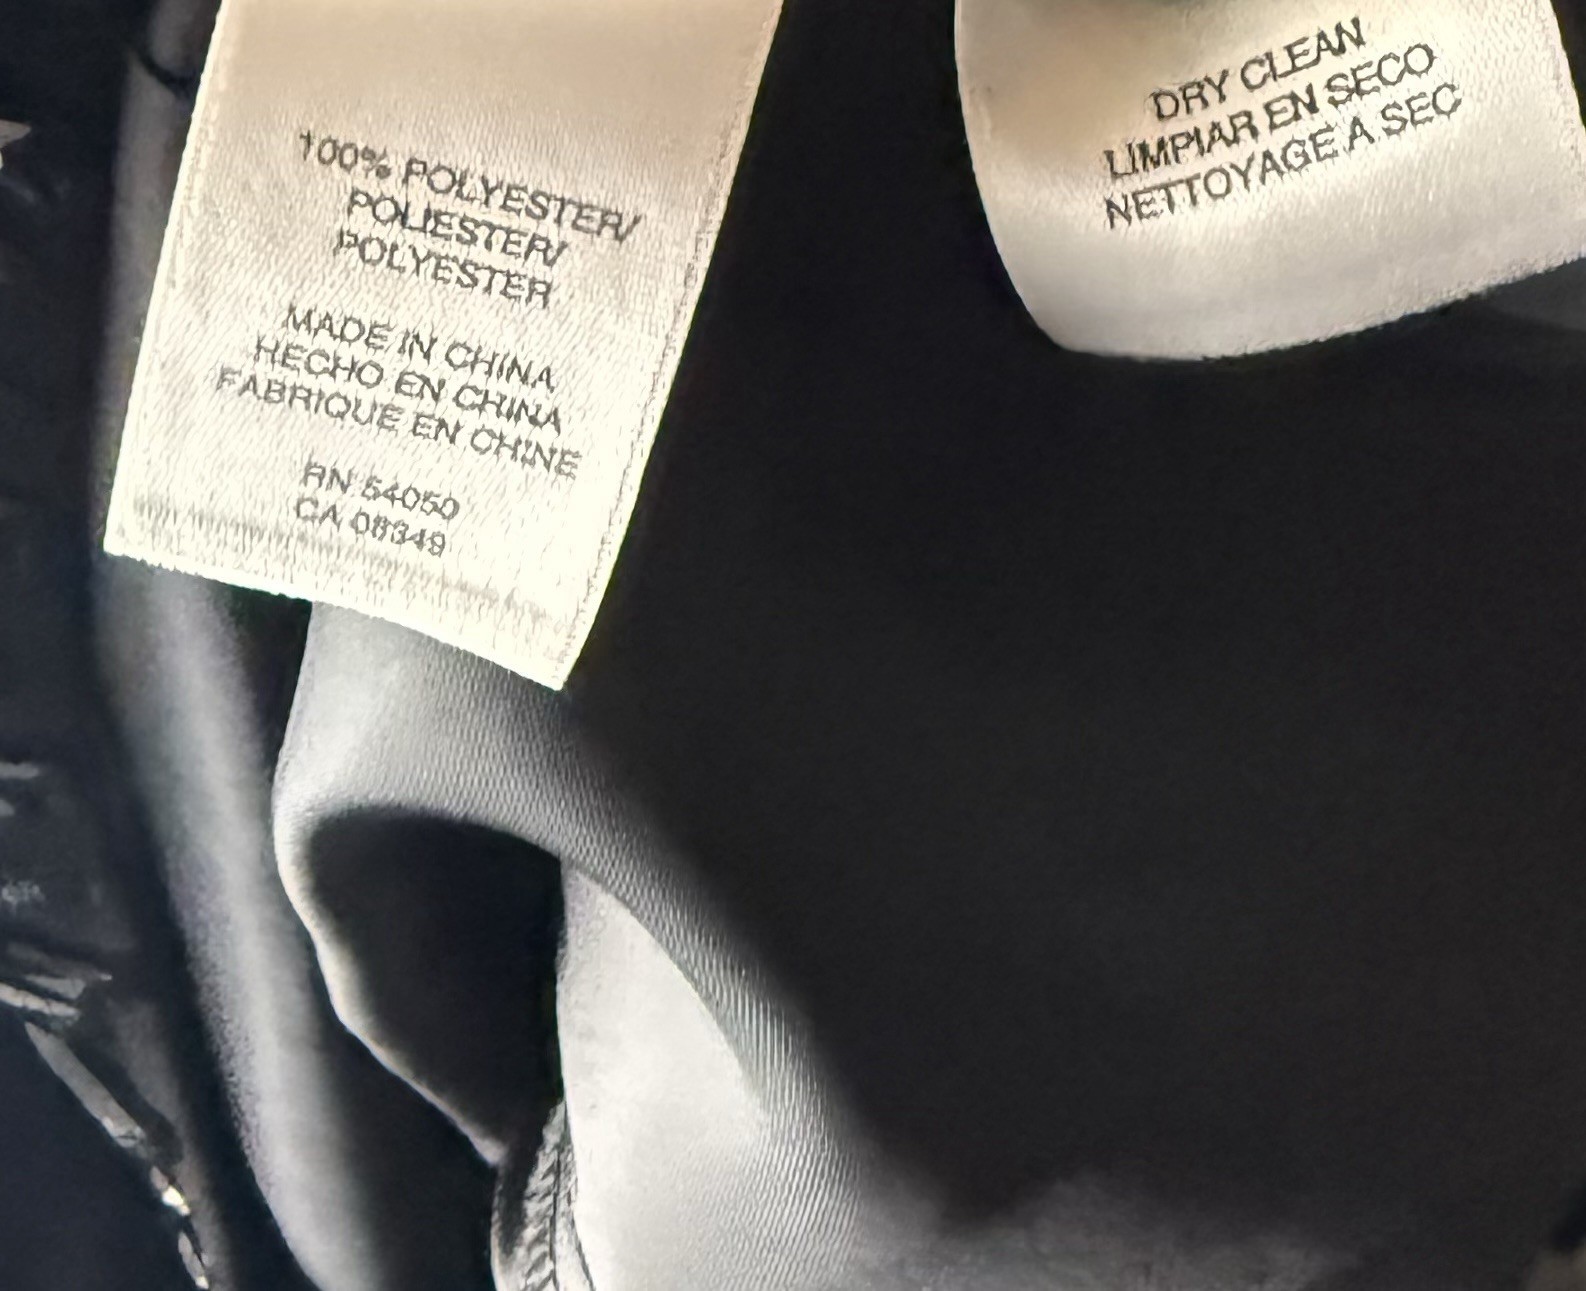 100% POLYESTER/
POLIESTER/
POLYESTER
MADE IN CHINA
HECHO EN CHINA
FABRIQUE EN CHINE
RN 54050
CA 08349
DRY CLEAN
LIMPIAR EN SECO
NETTOYAGE A SEC